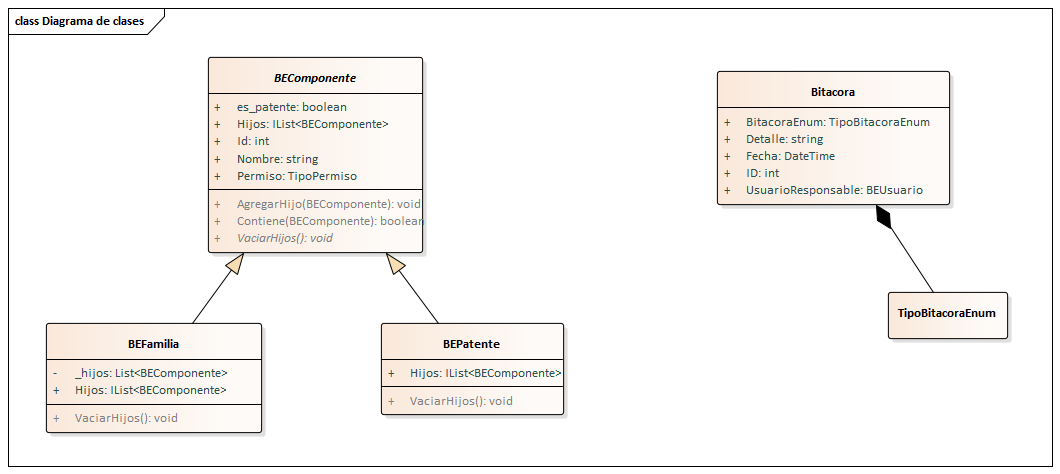 class Diagrama de clases
BEComponente
+ es_patente: boolean
+ Hijos: IList<BEComponente>
+ Id: int
+ Nombre: string
+ Permiso: TipoPermiso
+ AgregarHijo(BEComponente): void
+ Contiene(BEComponente): boolean
+ VaciarHijos(): void
Bitacora
+ BitacoraEnum: TipoBitacoraEnum
+ Detalle: string
+ Fecha: DateTime
+ ID: int
+ UsuarioResponsable: BEUsuario
TipoBitacoraEnum
BEFamilia
- _hijos: List<BEComponente>
+ Hijos: IList<BEComponente>
+ VaciarHijos(): void
BEPatente
+ Hijos: IList<BEComponente>
+ VaciarHijos(): void